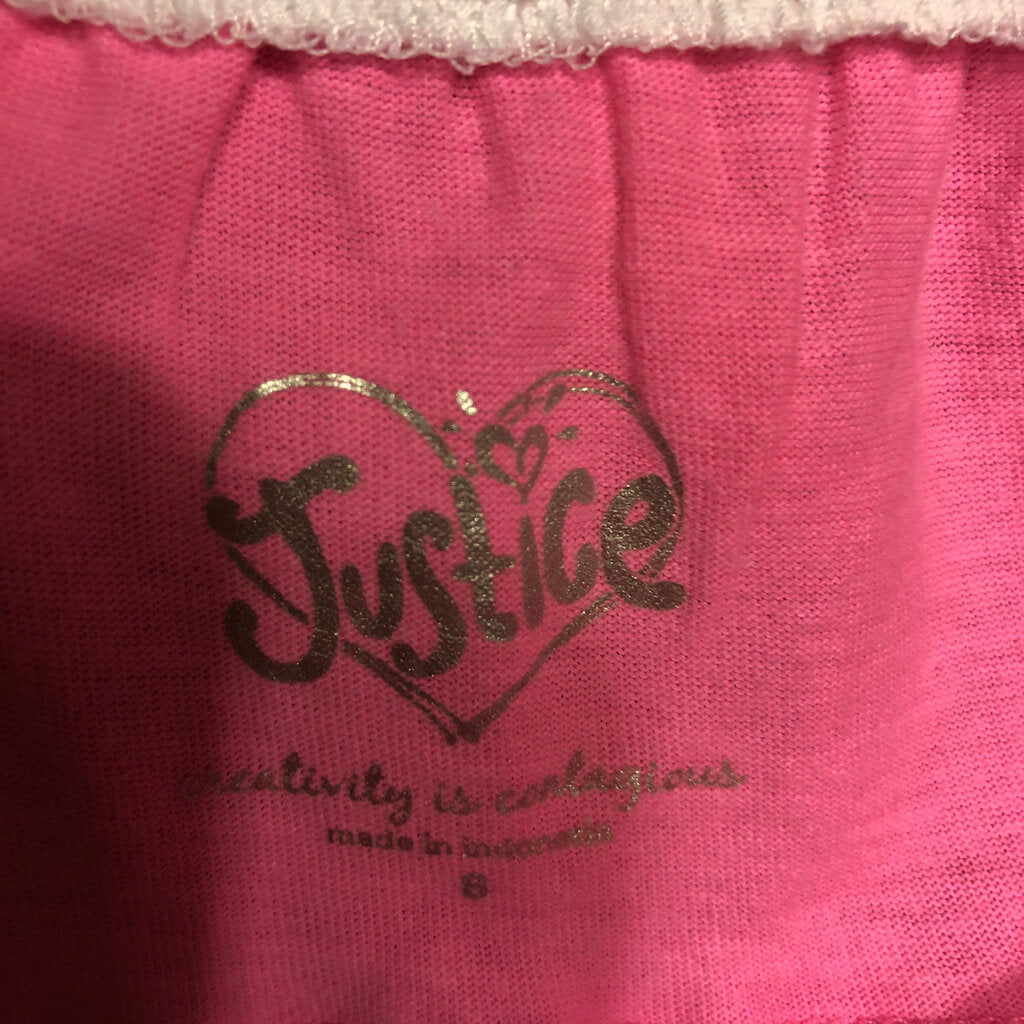 Justice
creativity is contagious
made in indonesia
8